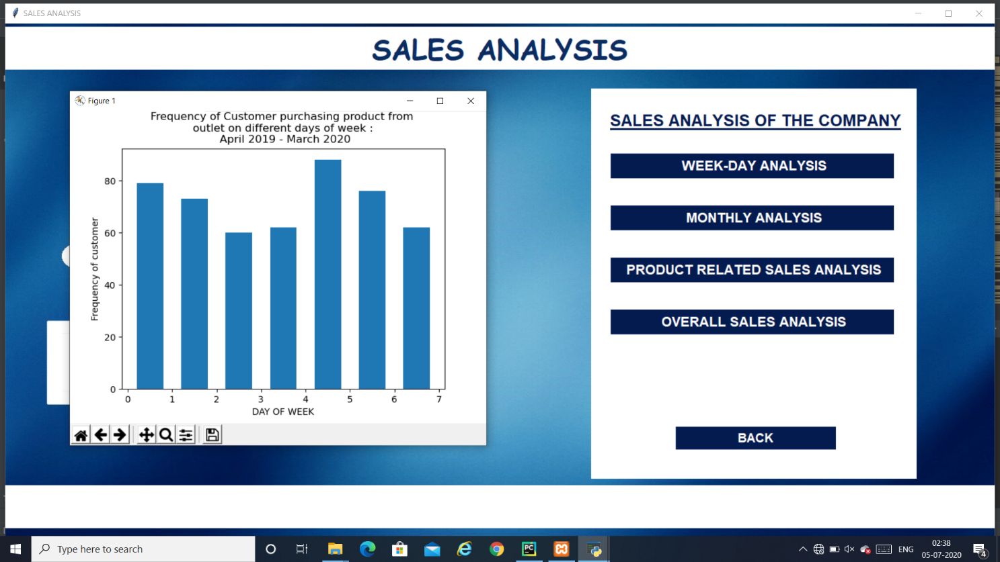 SALES ANALYSIS
SALES ANALYSIS
Figure 1
Frequency of Customer purchasing product from
outlet on different days of week :
April 2019 - March 2020
Frequency of customer
80
60
40
20
0
0 1 2 3 4 5 6 7
DAY OF WEEK
SALES ANALYSIS OF THE COMPANY
WEEK-DAY ANALYSIS
MONTHLY ANALYSIS
PRODUCT RELATED SALES ANALYSIS
OVERALL SALES ANALYSIS
BACK
Type here to search
PC
ENG
02:38
05-07-2020
4